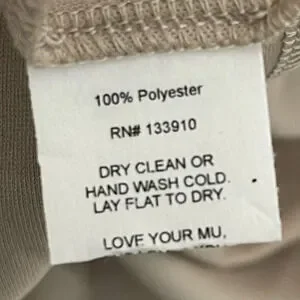 100% Polyester
RN# 133910
DRY CLEAN OR
HAND WASH COLD.
LAY FLAT TO DRY.
LOVE YOUR MU,